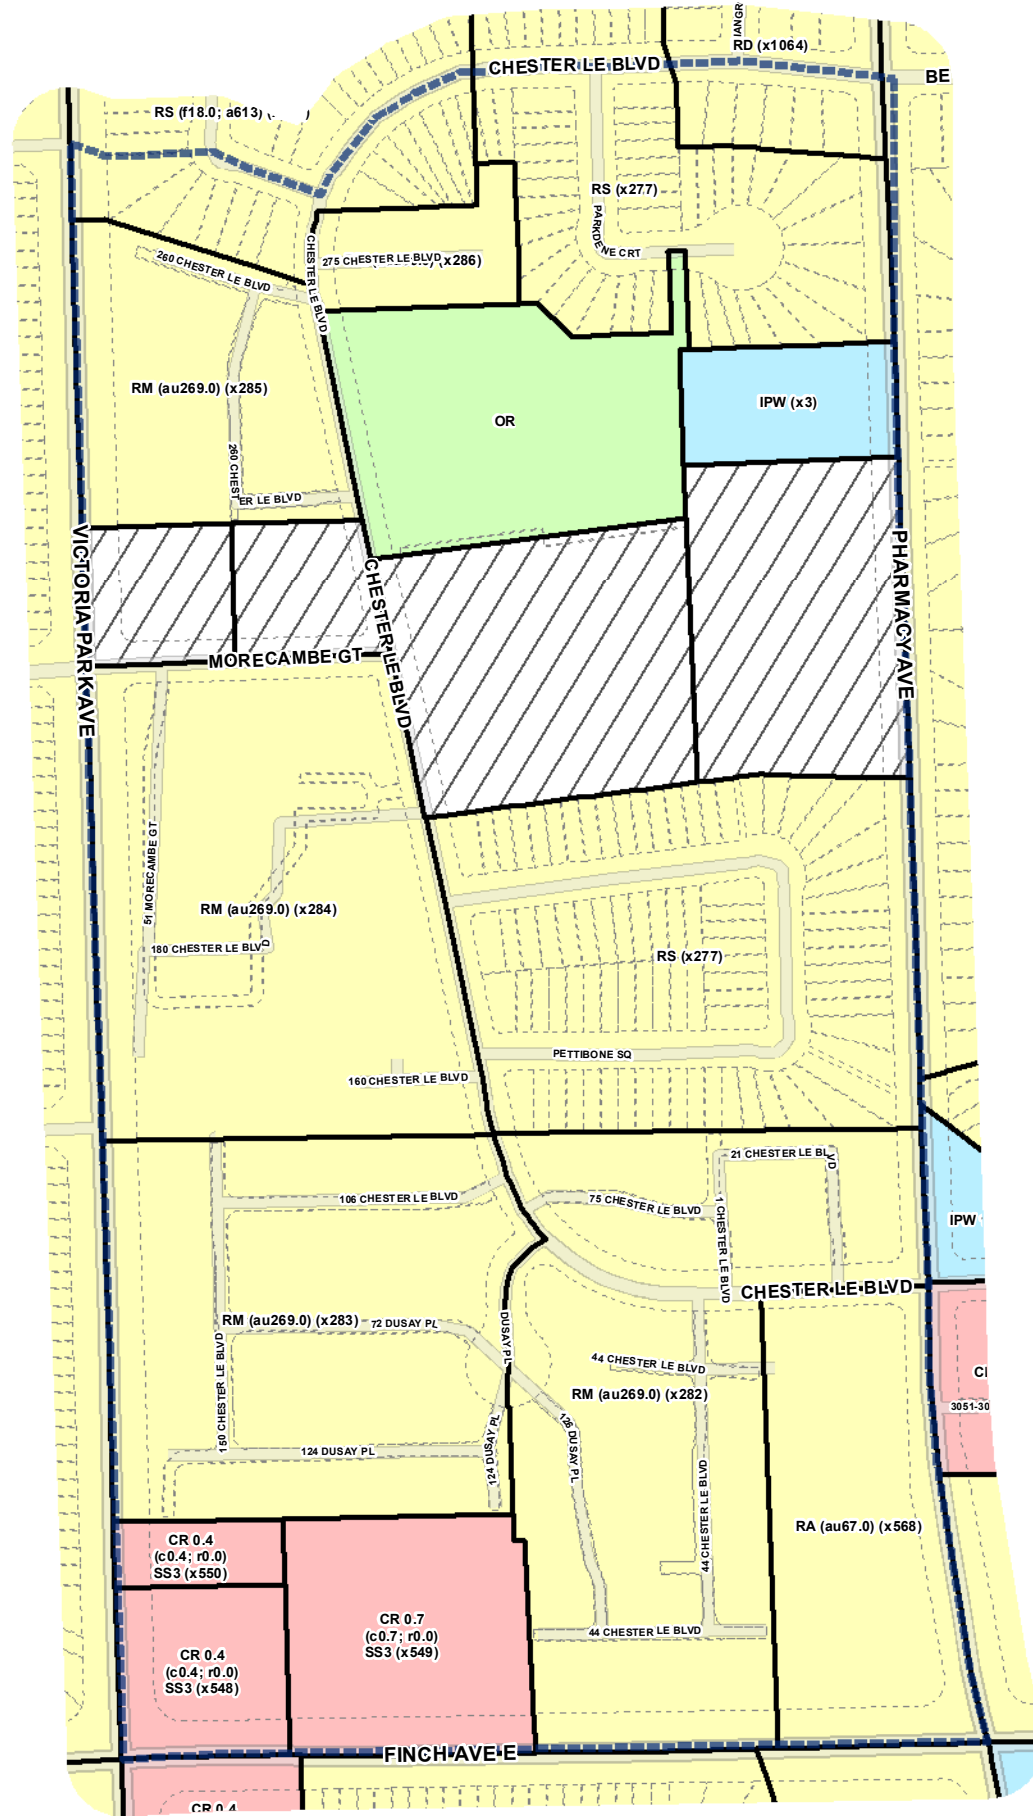 IANGR
RD (x1064)
CHESTER LE BLVD
BE
RS (f18.0; a613) (
RS (x277)
PARKDENE CRT
260 CHESTER LE BLVD
CHESTER LE BLVD
275 CHESTER LE BLVD
(x286)
RM (au269.0) (x285)
IPW (x3)
OR
260 CHESTER LE BLVD
VICTORIA PARK AVE
PHARMACY AVE
CHESTER LE BLVD
MORECAMBE GT
51 MORECAMBE GT
RM (au269.0) (x284)
180 CHESTER LE BLVD
RS (x277)
PETTIBONE SQ
160 CHESTER LE BLVD
21 CHESTER LE BLVD
106 CHESTER LE BLVD
75 CHESTER LE BLVD
1 CHESTER LE BLVD
IPW
CHESTER LE BLVD
RM (au269.0) (x283)
72 DUSAY PL
DUSAY PL
150 CHESTER LE BLVD
44 CHESTER LE BLVD
RM (au269.0) (x282)
3051-30
124 DUSAY PL
124 DUSAY PL
126 DUSAY PL
44 CHESTER LE BLVD
RA (au67.0) (x568)
CR 0.4
(c0.4; r0.0)
SS3 (x550)
CR 0.7
(c0.7; r0.0)
SS3 (x549)
44 CHESTER LE BLVD
CR 0.4
(c0.4; r0.0)
SS3 (x548)
FINCH AVE E
CR 0.4